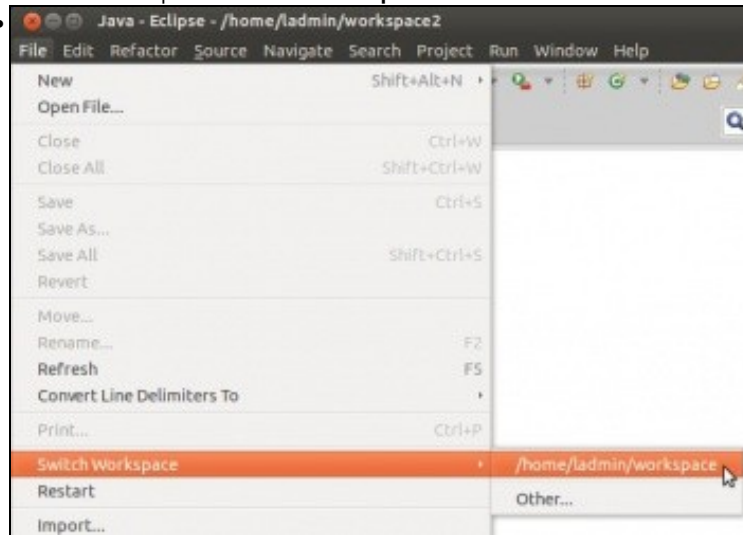 Java - Eclipse - /home/ladmin/workspace2
File Edit Refactor Source Navigate Search Project Run Window Help
New Shift+Alt+N
Open File...
Close Ctrl+W
Close All Shift+Ctrl+W
Save Ctrl+S
Save As...
Save All Shift+Ctrl+S
Revert
Move...
Rename... F2
Refresh F5
Convert Line Delimiters To
Print... Ctrl+P
Switch Workspace /home/ladmin/workspace
Restart
Other...
Import...